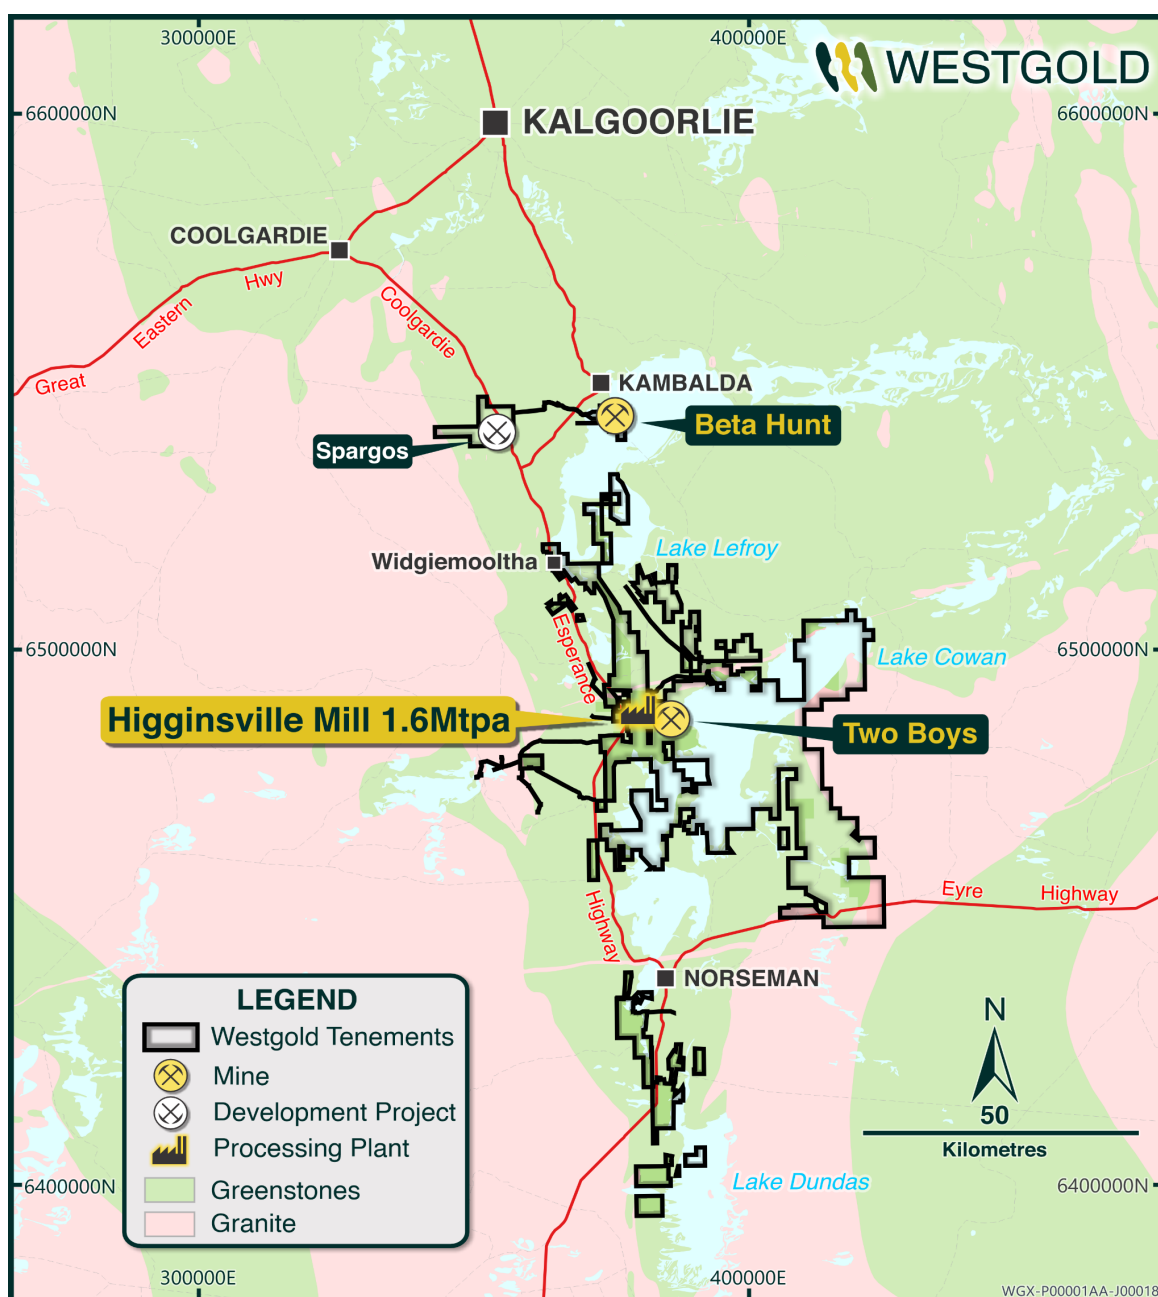 300000E
400000E
WESTGOLD
6600000N
6600000N
KALGOORLIE
COOLGARDIE
Great
Eastern
Hwy
Coolgardie
KAMBALDA
Beta Hunt
Spargos
Lake Lefroy
Widgiemooltha
Esperance
6500000N
6500000N
Lake Cowan
Higginsville Mill 1.6Mtpa
Two Boys
Highway
Eyre
Highway
NORSEMAN
LEGEND
Westgold Tenements
Mine
Development Project
Processing Plant
Greenstones
Granite
N
50
Kilometres
Lake Dundas
6400000N
6400000N
300000E
400000E
WGX-P00001AA-J00018